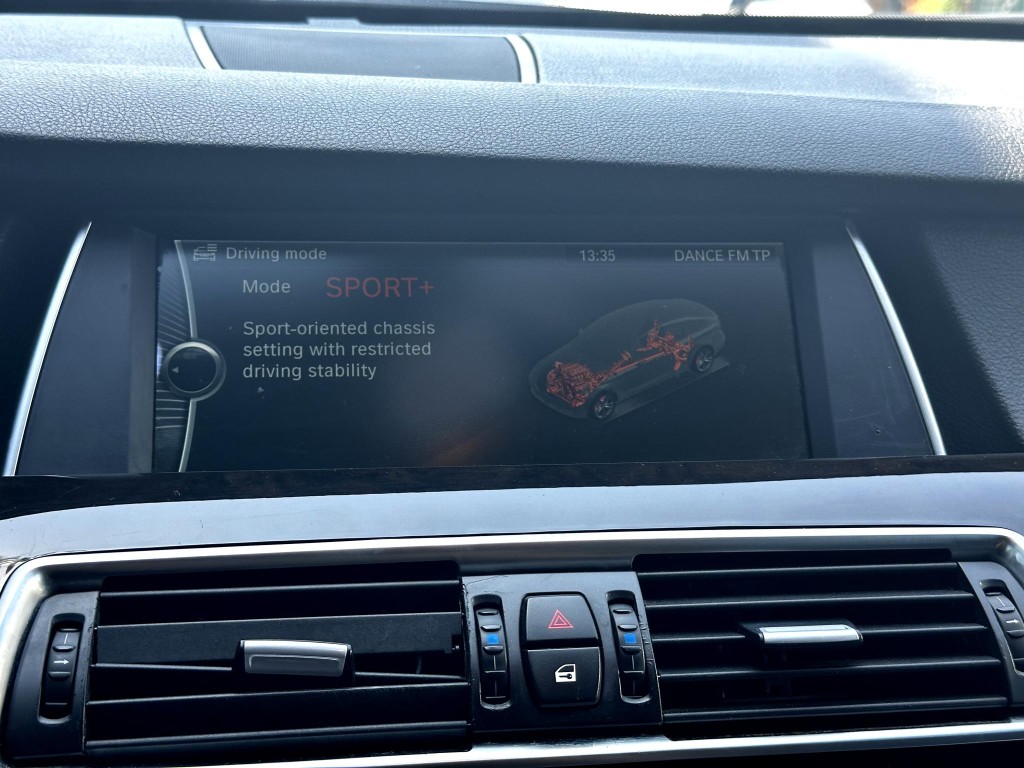 Driving mode 13:35 DANCE FM TP
Mode SPORT+
Sport-oriented chassis
setting with restricted
driving stability